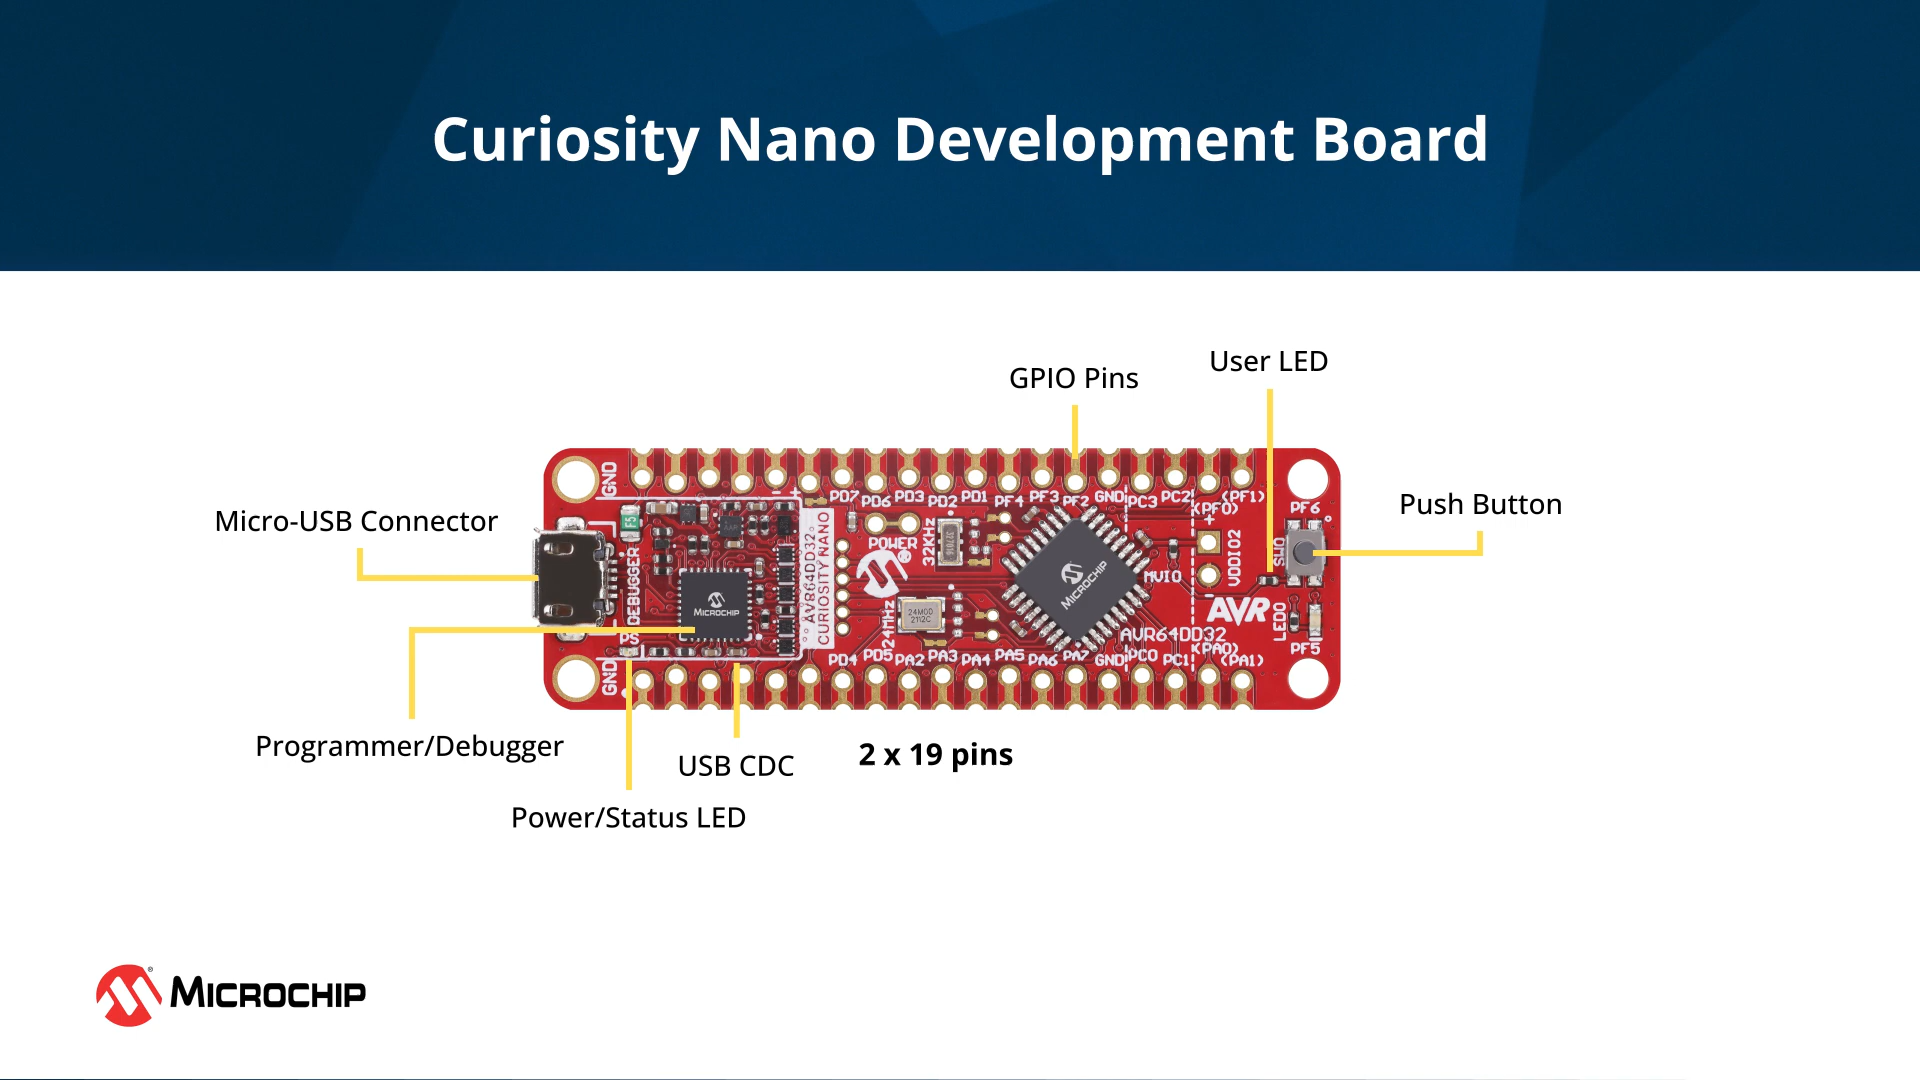 Curiosity Nano Development Board
User LED
GPIO Pins
Push Button
Micro-USB Connector
GND
- +
PD7 PD6 PD3 PD2 PD1 PF4 PF3 PF2 GND PC3 PC2 (PF0) (PF1)
PF6
+
POWER
32KHz
VDDIO2
SW0
DEBUGGER
AVR64DD32
CURIOSITY NANO
MICROCHIP
MICROCHIP
MVIO
-
24MHz
AVR
LED0
AVR64DD32
PF5
GND
PD4 PD5 PA2 PA3 PA4 PA5 PA6 PA7 GND PC0 PC1 (PA0) (PA1)
Programmer/Debugger
USB CDC
2 x 19 pins
Power/Status LED
MICROCHIP